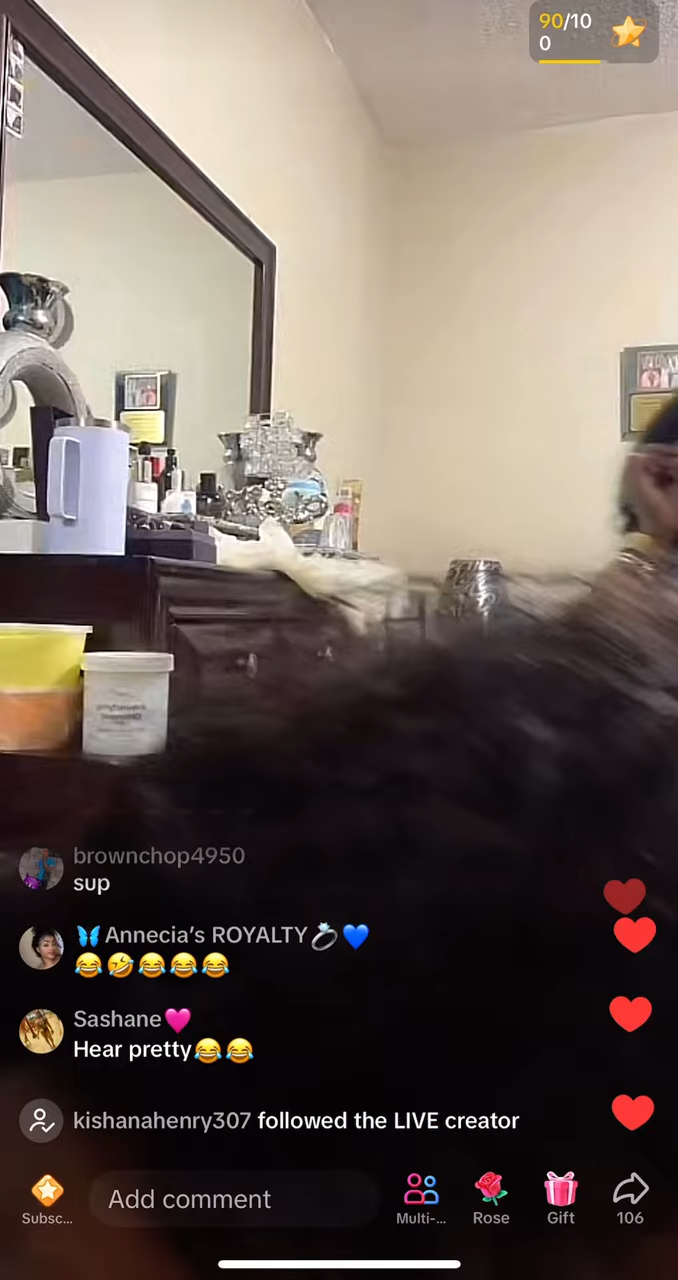 90/10
0
brownchop4950
sup
🦋 Annecia's ROYALTY💍💙
😂🤣😂😂😂
Sashane💗
Hear pretty😂😂
kishanahenry307 followed the LIVE creator
Subsc...
Add comment
Multi-...
Rose
Gift
106